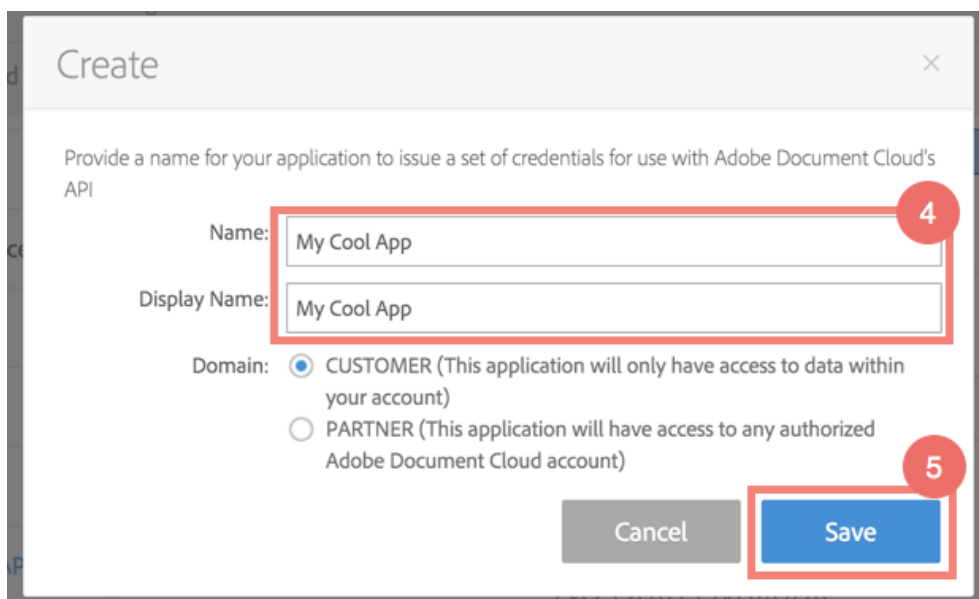 Create
Provide a name for your application to issue a set of credentials for use with Adobe Document Cloud's
API
4
Name: My Cool App
Display Name: My Cool App
Domain: CUSTOMER (This application will only have access to data within
your account)
PARTNER (This application will have access to any authorized
Adobe Document Cloud account)
5
Cancel Save